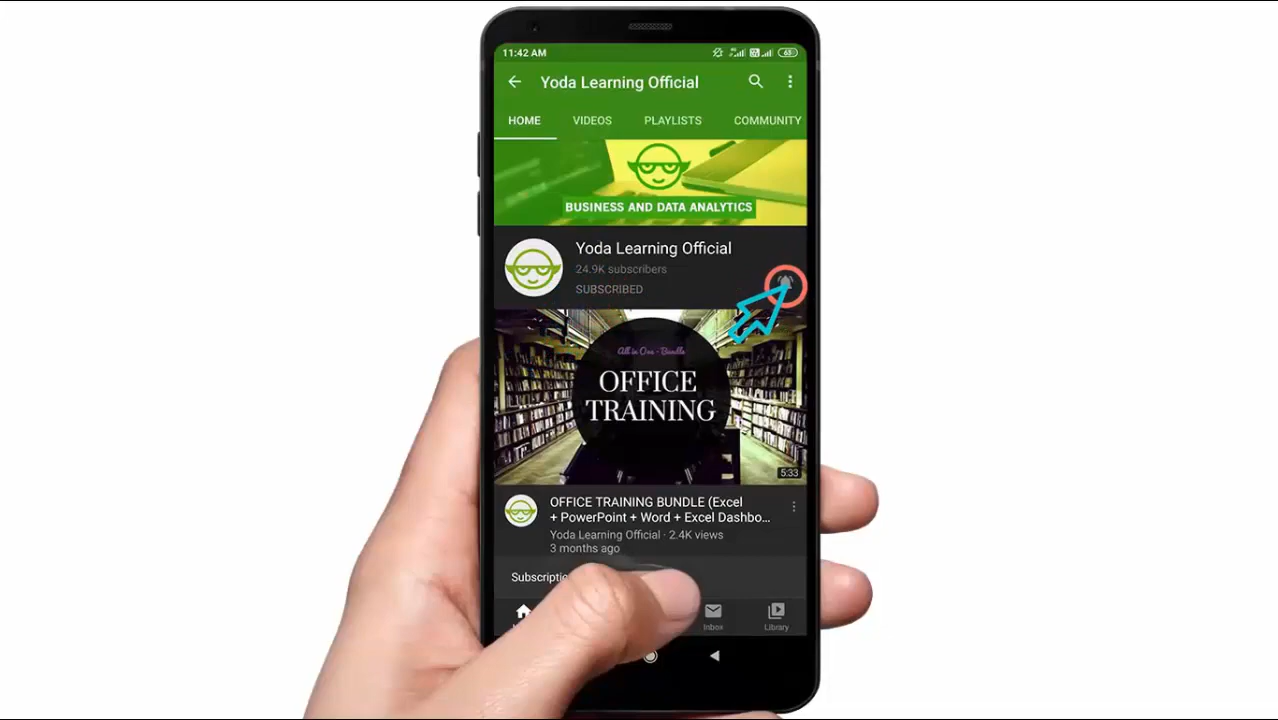 11:42 AM
65
Yoda Learning Official
HOME VIDEOS PLAYLISTS COMMUNITY
BUSINESS AND DATA ANALYTICS
Yoda Learning Official
24.9K subscribers
SUBSCRIBED
All in One - Bundle
OFFICE
TRAINING
5:33
OFFICE TRAINING BUNDLE (Excel
+ PowerPoint + Word + Excel Dashbo...
Yoda Learning Official · 2.4K views
3 months ago
Subscriptio
Inbox Library